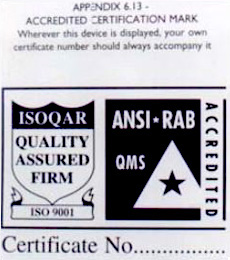 APPENDIX 6.13 -
ACCREDITED CERTIFICATION MARK
Wherever this device is displayed, your own
certificate number should always accompany it
ISOQAR
QUALITY
ASSURED
FIRM
ISO 9001
ANSI★RAB
QMS
ACCREDITED
Certificate No................